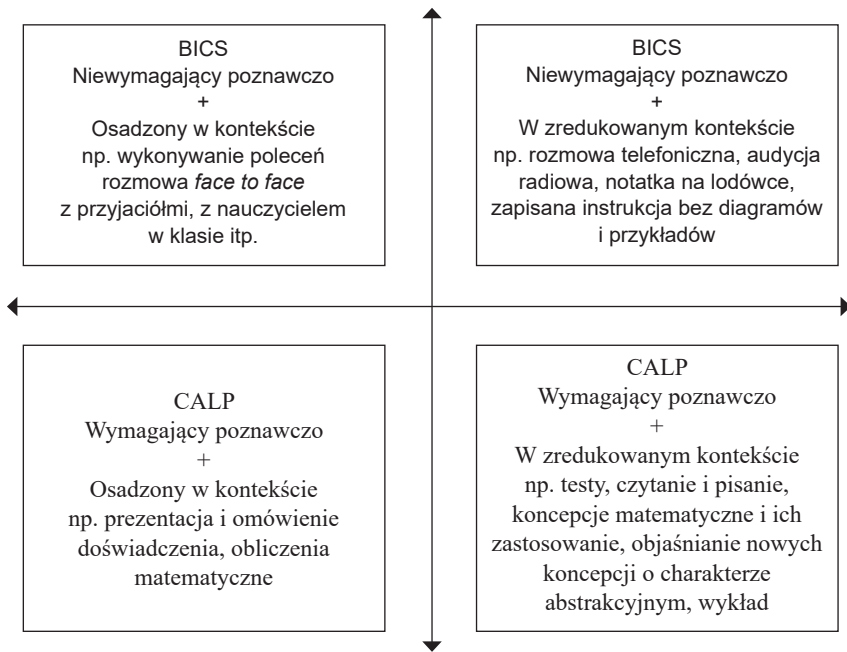 BICS
Niewymagający poznawczo
+
Osadzony w kontekście
np. wykonywanie poleceń
rozmowa face to face
z przyjaciółmi, z nauczycielem
w klasie itp.
BICS
Niewymagający poznawczo
+
W zredukowanym kontekście
np. rozmowa telefoniczna, audycja
radiowa, notatka na lodówce,
zapisana instrukcja bez diagramów
i przykładów
CALP
Wymagający poznawczo
+
Osadzony w kontekście
np. prezentacja i omówienie
doświadczenia, obliczenia
matematyczne
CALP
Wymagający poznawczo
+
W zredukowanym kontekście
np. testy, czytanie i pisanie,
koncepcje matematyczne i ich
zastosowanie, objaśnianie nowych
koncepcji o charakterze
abstrakcyjnym, wykład